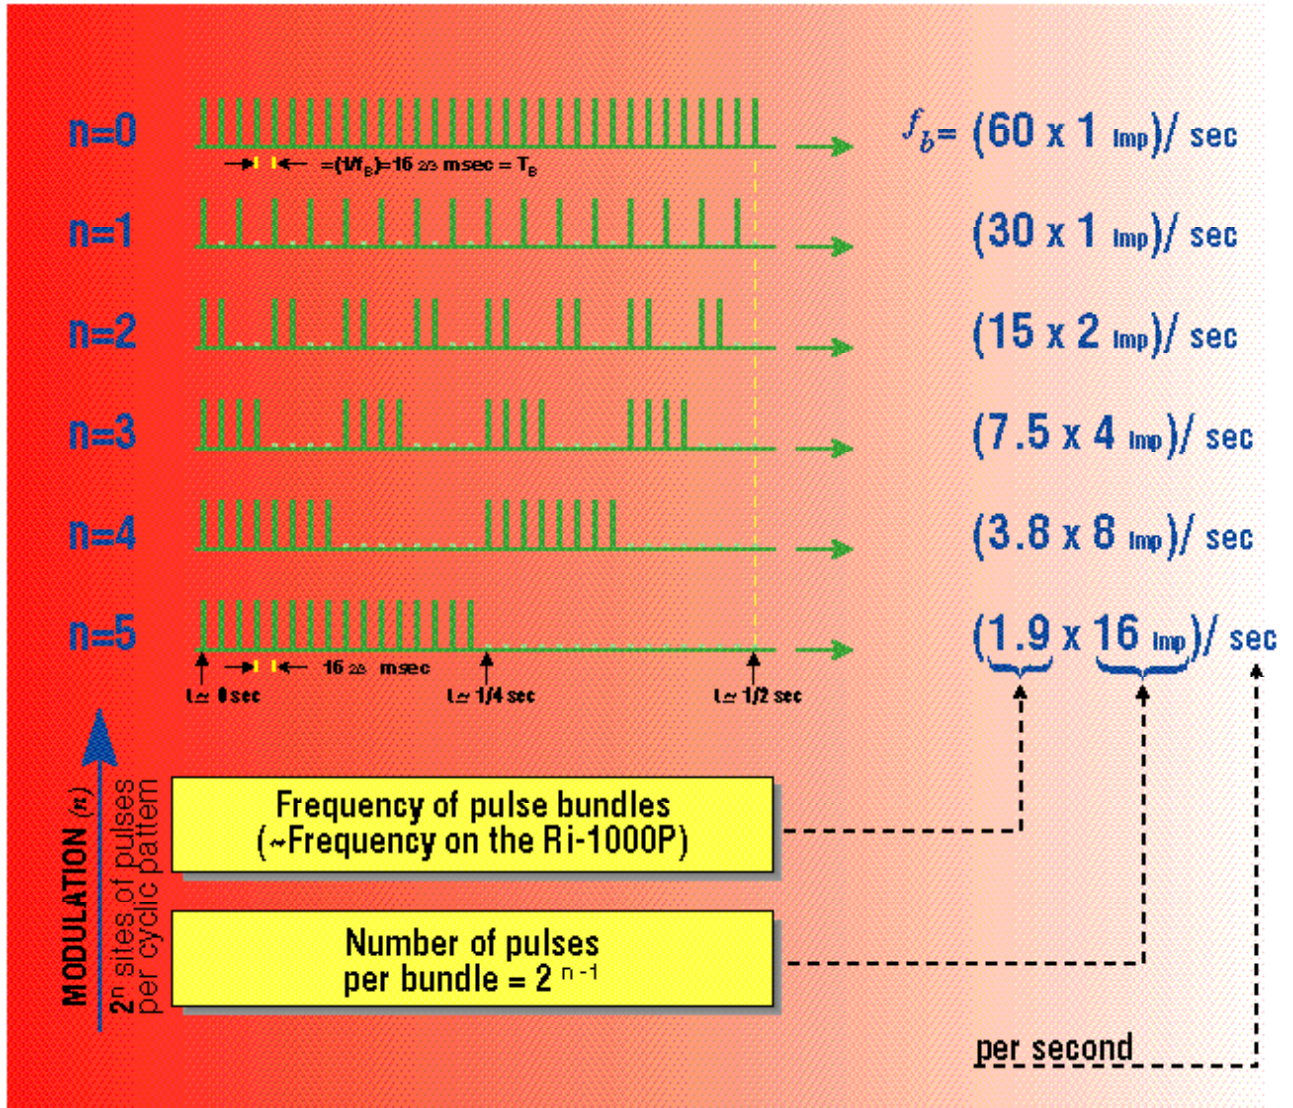 n=0
f_b= (60 x 1 Imp)/ sec
=(1/f_B)=16 2/3 msec = T_B
n=1
(30 x 1 Imp)/ sec
n=2
(15 x 2 Imp)/ sec
n=3
(7.5 x 4 Imp)/ sec
n=4
(3.8 x 8 Imp)/ sec
n=5
(1.9 x 16 Imp)/ sec
16 2/3 msec
t≃ 0 sec
t≃ 1/4 sec
t≃ 1/2 sec
MODULATION (n)
2ⁿ sites of pulses
per cyclic pattern
Frequency of pulse bundles
(~Frequency on the Ri-1000P)
Number of pulses
per bundle = 2 ⁿ⁻¹
per second